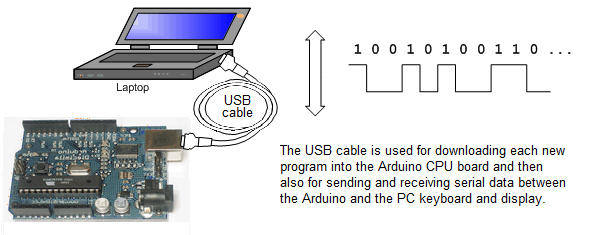 1 0 0 1 0 1 0 0 1 1 0 ...
Laptop
USB
cable
The USB cable is used for downloading each new
program into the Arduino CPU board and then
also for sending and receiving serial data between
the Arduino and the PC keyboard and display.